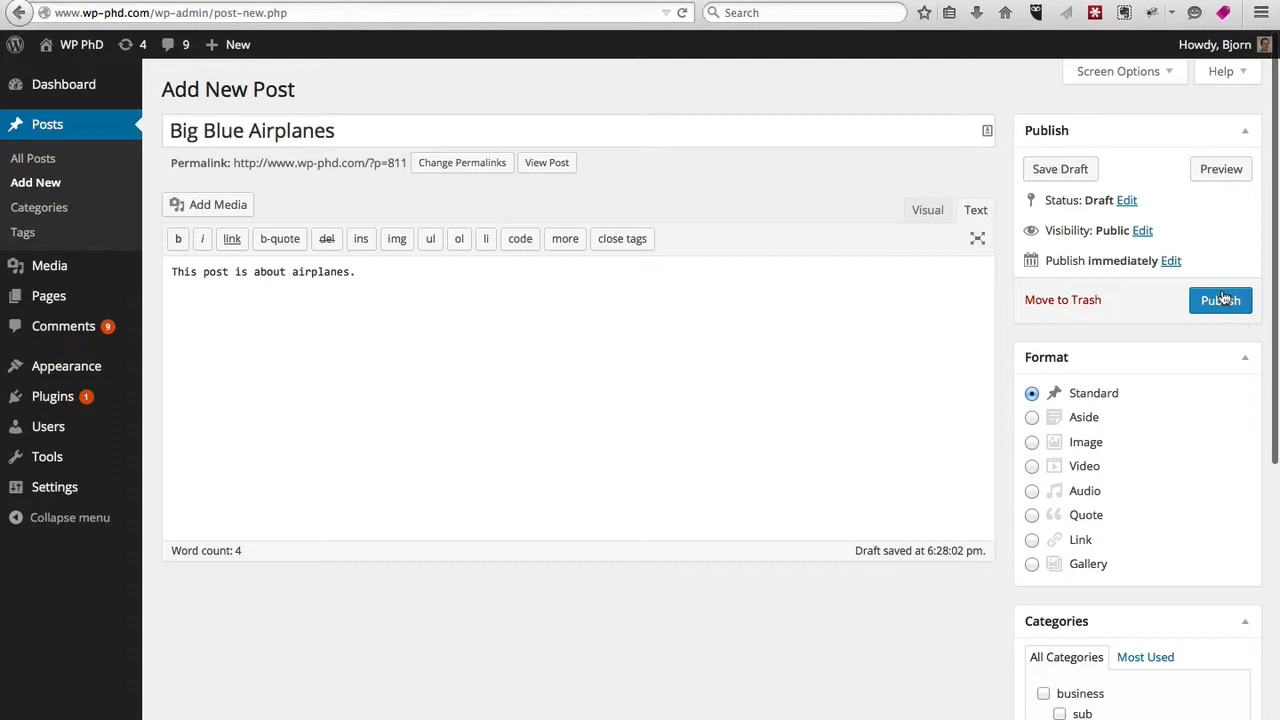 www.wp-phd.com/wp-admin/post-new.php
Search
WP PhD
4
9
New
Howdy, Bjorn
Dashboard
Posts
All Posts
Add New
Categories
Tags
Media
Pages
Comments 9
Appearance
Plugins 1
Users
Tools
Settings
Collapse menu
Screen Options
Help
Add New Post
Big Blue Airplanes
Permalink: http://www.wp-phd.com/?p=811 Change Permalinks View Post
Add Media
Visual
Text
b i link b-quote del ins img ul ol li code more close tags
This post is about airplanes.
Word count: 4
Draft saved at 6:28:02 pm.
Publish
Save Draft
Preview
Status: Draft Edit
Visibility: Public Edit
Publish immediately Edit
Move to Trash
Publish
Format
Standard
Aside
Image
Video
Audio
Quote
Link
Gallery
Categories
All Categories
Most Used
business
sub